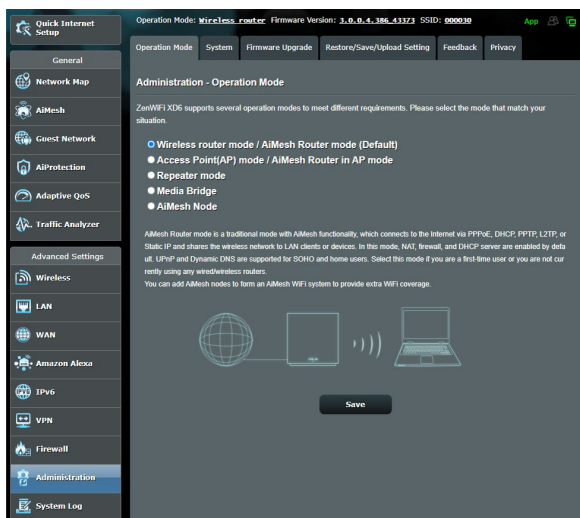 Quick Internet
Setup
Operation Mode: Wireless router Firmware Version: 3.0.0.4.386_43373 SSID: 000030 App
Operation Mode System Firmware Upgrade Restore/Save/Upload Setting Feedback Privacy
General
Network Map
AiMesh
Guest Network
AiProtection
Adaptive QoS
Traffic Analyzer
Advanced Settings
Wireless
LAN
WAN
Amazon Alexa
IPv6
VPN
Firewall
Administration
System Log
Administration - Operation Mode
ZenWiFi XD6 supports several operation modes to meet different requirements. Please select the mode that match your
situation.
Wireless router mode / AiMesh Router mode (Default)
Access Point(AP) mode / AiMesh Router in AP mode
Repeater mode
Media Bridge
AiMesh Node
AiMesh Router mode is a traditional mode with AiMesh functionality, which connects to the Internet via PPPoE, DHCP, PPTP, L2TP, or
Static IP and shares the wireless network to LAN clients or devices. In this mode, NAT, firewall, and DHCP server are enabled by defa
ult. UPnP and Dynamic DNS are supported for SOHO and home users. Select this mode if you are a first-time user or you are not cur
rently using any wired/wireless routers.
You can add AiMesh nodes to form an AiMesh WiFi system to provide extra WiFi coverage.
Save